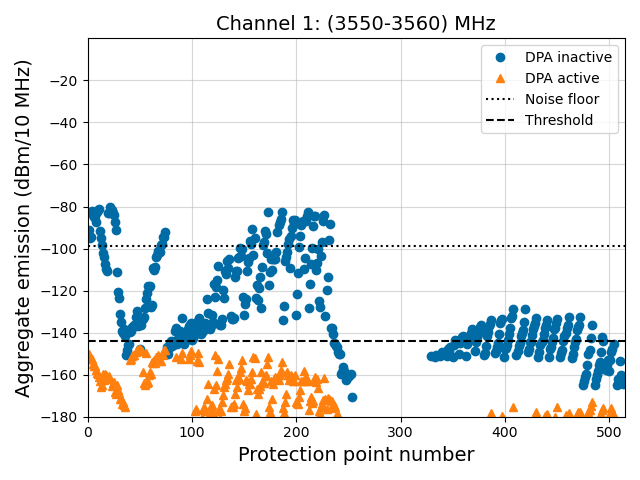 Channel 1: (3550-3560) MHz
Aggregate emission (dBm/10 MHz)
−20
−40
−60
−80
−100
−120
−140
−160
−180
DPA inactive
DPA active
Noise floor
Threshold
0 100 200 300 400 500
Protection point number